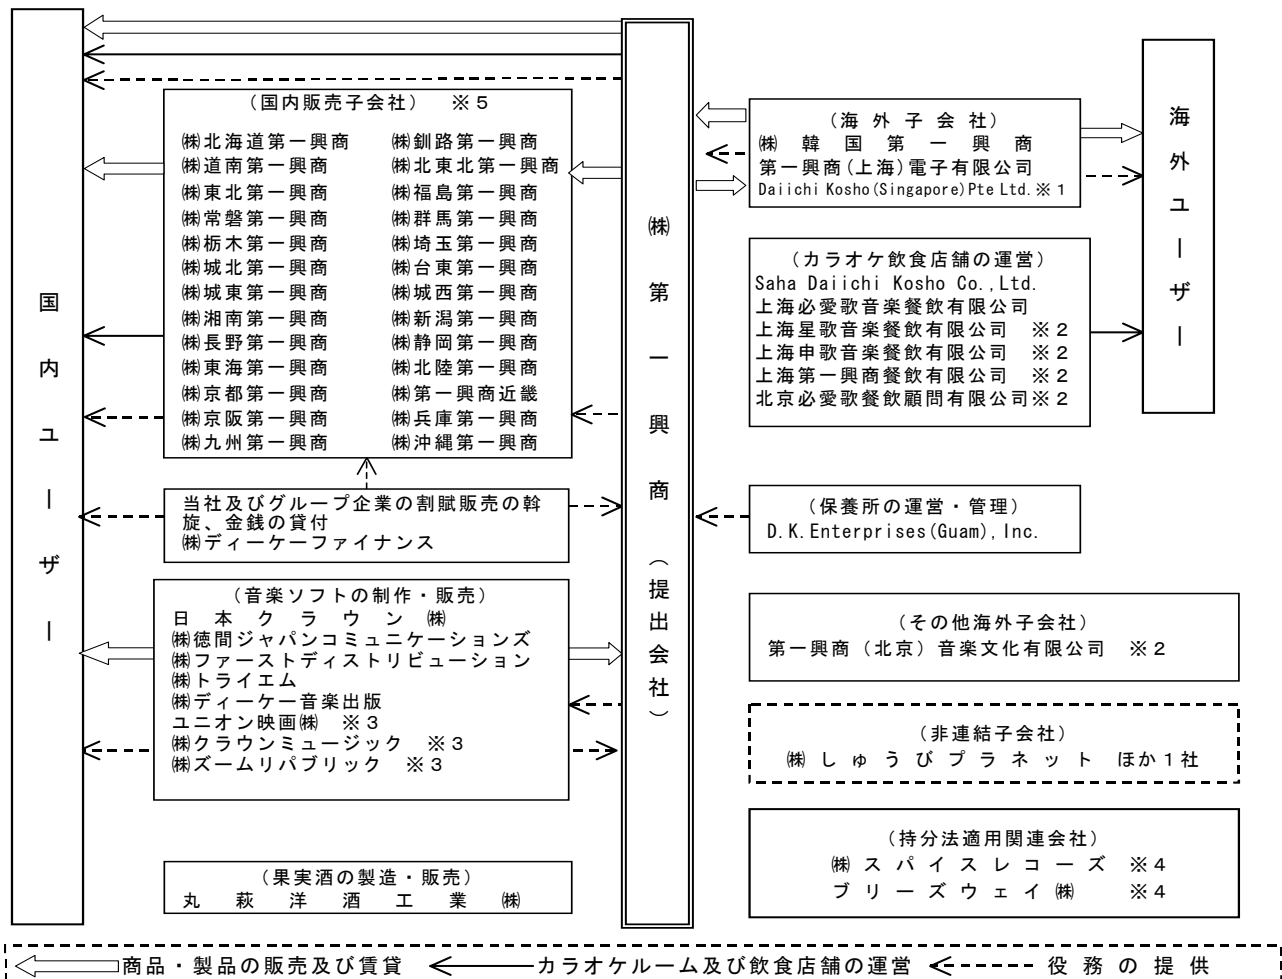 国内ユーザー
（国内販売子会社）　※５
㈱北海道第一興商　㈱釧路第一興商
㈱道南第一興商　㈱北東北第一興商
㈱東北第一興商　㈱福島第一興商
㈱常磐第一興商　㈱群馬第一興商
㈱栃木第一興商　㈱埼玉第一興商
㈱城北第一興商　㈱台東第一興商
㈱城東第一興商　㈱城西第一興商
㈱湘南第一興商　㈱新潟第一興商
㈱長野第一興商　㈱静岡第一興商
㈱東海第一興商　㈱北陸第一興商
㈱京都第一興商　㈱第一興商近畿
㈱京阪第一興商　㈱兵庫第一興商
㈱九州第一興商　㈱沖縄第一興商
当社及びグループ企業の割賦販売の斡
旋、金銭の貸付
㈱ディーケーファイナンス
（音楽ソフトの制作・販売）
日本クラウン㈱
㈱徳間ジャパンコミュニケーションズ
㈱ファーストディストリビューション
㈱トライエム
㈱ディーケー音楽出版
ユニオン映画㈱　※３
㈱クラウンミュージック　※３
㈱ズームリパブリック　※３
（果実酒の製造・販売）
丸萩洋酒工業㈱
㈱第一興商（提出会社）
（海外子会社）
㈱韓国第一興商
第一興商(上海)電子有限公司
Daiichi Kosho(Singapore)Pte Ltd.※１
（カラオケ飲食店舗の運営）
Saha Daiichi Kosho Co.,Ltd.
上海必愛歌音楽餐飲有限公司
上海星歌音楽餐飲有限公司　※２
上海申歌音楽餐飲有限公司　※２
上海第一興商餐飲有限公司　※２
北京必愛歌餐飲顧問有限公司※２
（保養所の運営・管理）
D.K.Enterprises(Guam),Inc.
（その他海外子会社）
第一興商（北京）音楽文化有限公司　※２
（非連結子会社）
㈱しゅうびプラネット　ほか１社
（持分法適用関連会社）
㈱スパイスレコーズ　※４
ブリーズウェイ㈱　※４
海外ユーザー
商品・製品の販売及び賃貸　カラオケルーム及び飲食店舗の運営　役務の提供